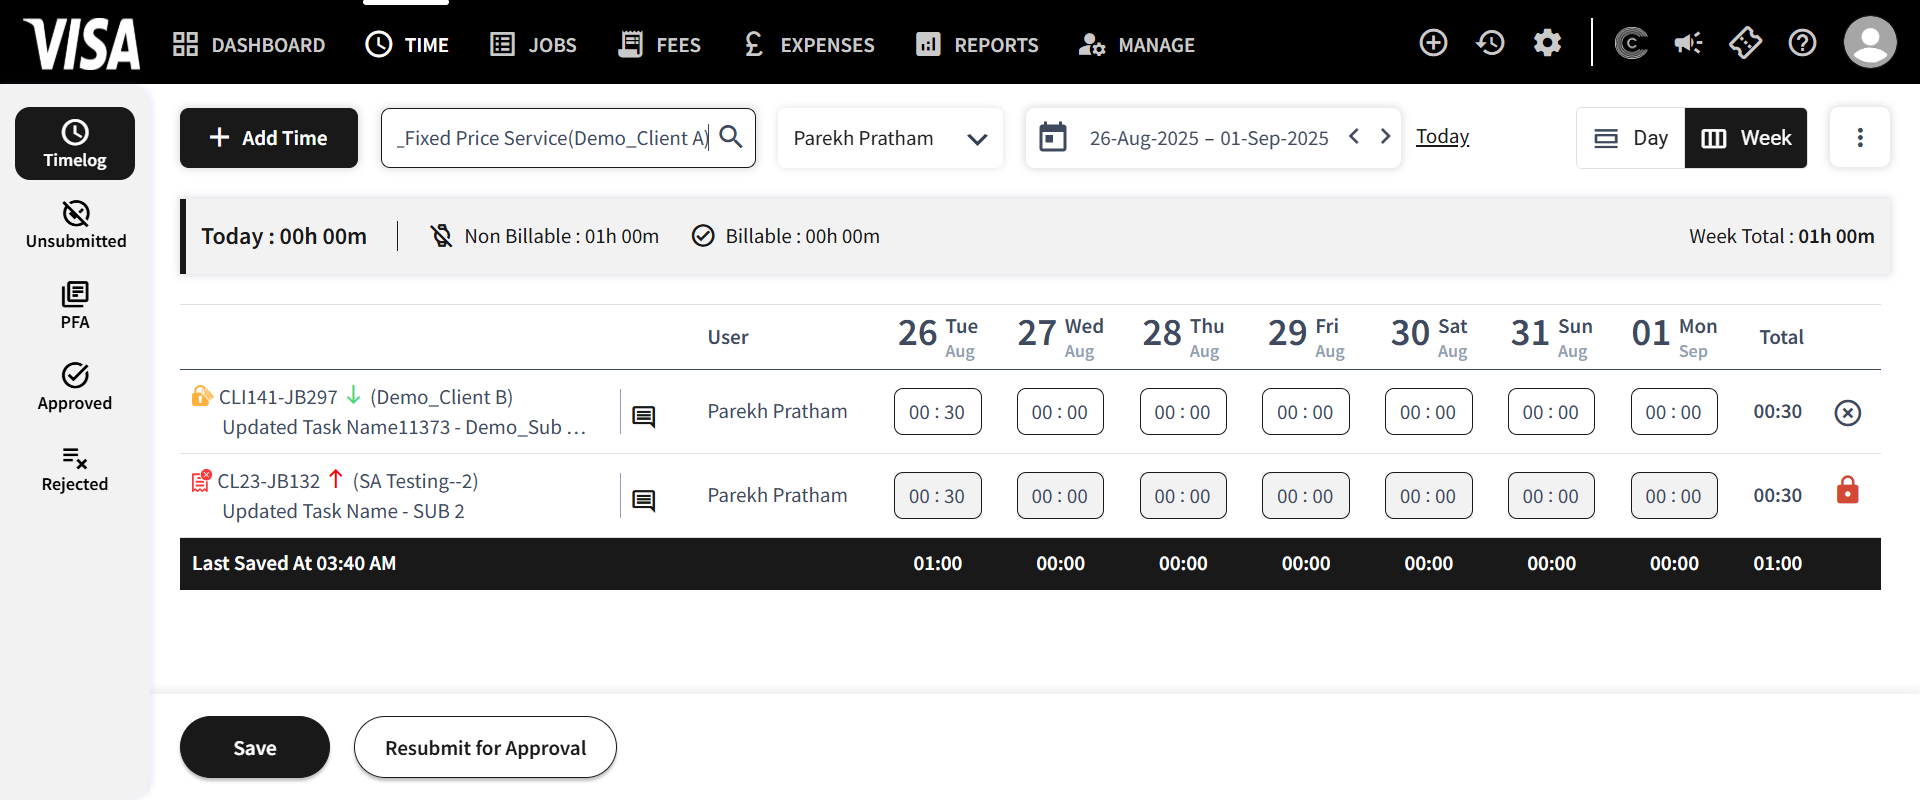 VISA
DASHBOARD
TIME
JOBS
FEES
£ EXPENSES
REPORTS
MANAGE
C
Timelog
Unsubmitted
PFA
Approved
Rejected
+ Add Time
_Fixed Price Service(Demo_Client A)
Parekh Pratham
26-Aug-2025 – 01-Sep-2025
Today
Day
Week
Today : 00h 00m
Non Billable : 01h 00m
Billable : 00h 00m
Week Total : 01h 00m
User
26 Tue Aug
27 Wed Aug
28 Thu Aug
29 Fri Aug
30 Sat Aug
31 Sun Aug
01 Mon Sep
Total
CLI141-JB297 ↓ (Demo_Client B)
Updated Task Name11373 - Demo_Sub ...
Parekh Pratham
00 : 30
00 : 00
00 : 00
00 : 00
00 : 00
00 : 00
00 : 00
00:30
CL23-JB132 ↑ (SA Testing--2)
Updated Task Name - SUB 2
Parekh Pratham
00 : 30
00 : 00
00 : 00
00 : 00
00 : 00
00 : 00
00 : 00
00:30
Last Saved At 03:40 AM
01:00
00:00
00:00
00:00
00:00
00:00
00:00
01:00
Save
Resubmit for Approval